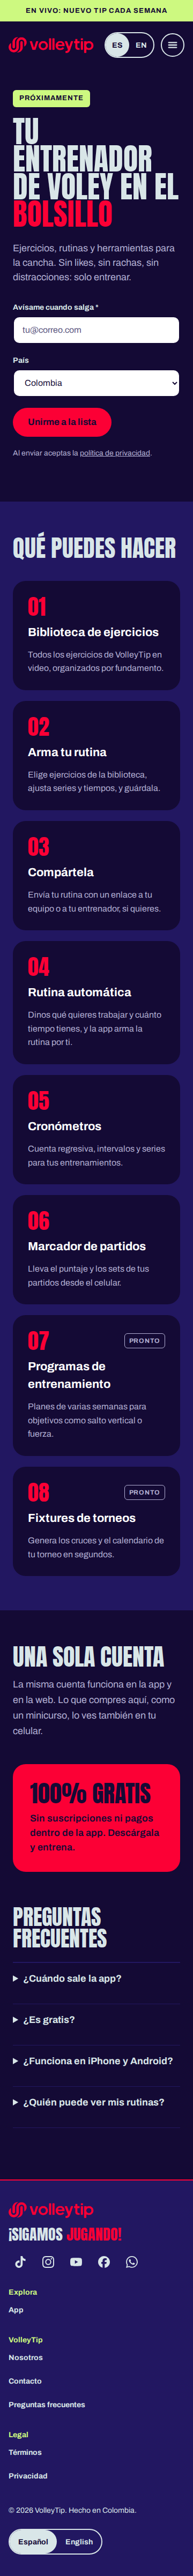 EN VIVO: NUEVO TIP CADA SEMANA
volleytip
ES EN
PRÓXIMAMENTE
TU
ENTRENADOR
DE VOLEY EN EL
BOLSILLO
Ejercicios, rutinas y herramientas para
la cancha. Sin likes, sin rachas, sin
distracciones: solo entrenar.
Avísame cuando salga *
tu@correo.com
País
Colombia
Unirme a la lista
Al enviar aceptas la política de privacidad.
QUÉ PUEDES HACER
01
Biblioteca de ejercicios
Todos los ejercicios de VolleyTip en
video, organizados por fundamento.
02
Arma tu rutina
Elige ejercicios de la biblioteca,
ajusta series y tiempos, y guárdala.
03
Compártela
Envía tu rutina con un enlace a tu
equipo o a tu entrenador, si quieres.
04
Rutina automática
Dinos qué quieres trabajar y cuánto
tiempo tienes, y la app arma la
rutina por ti.
05
Cronómetros
Cuenta regresiva, intervalos y series
para tus entrenamientos.
06
Marcador de partidos
Lleva el puntaje y los sets de tus
partidos desde el celular.
07
PRONTO
Programas de
entrenamiento
Planes de varias semanas para
objetivos como salto vertical o
fuerza.
08
PRONTO
Fixtures de torneos
Genera los cruces y el calendario de
tu torneo en segundos.
UNA SOLA CUENTA
La misma cuenta funciona en la app y
en la web. Lo que compres aquí, como
un minicurso, lo ves también en tu
celular.
100% GRATIS
Sin suscripciones ni pagos
dentro de la app. Descárgala
y entrena.
PREGUNTAS
FRECUENTES
¿Cuándo sale la app?
¿Es gratis?
¿Funciona en iPhone y Android?
¿Quién puede ver mis rutinas?
volleytip
¡SIGAMOS JUGANDO!
Explora
App
VolleyTip
Nosotros
Contacto
Preguntas frecuentes
Legal
Términos
Privacidad
© 2026 VolleyTip. Hecho en Colombia.
Español English